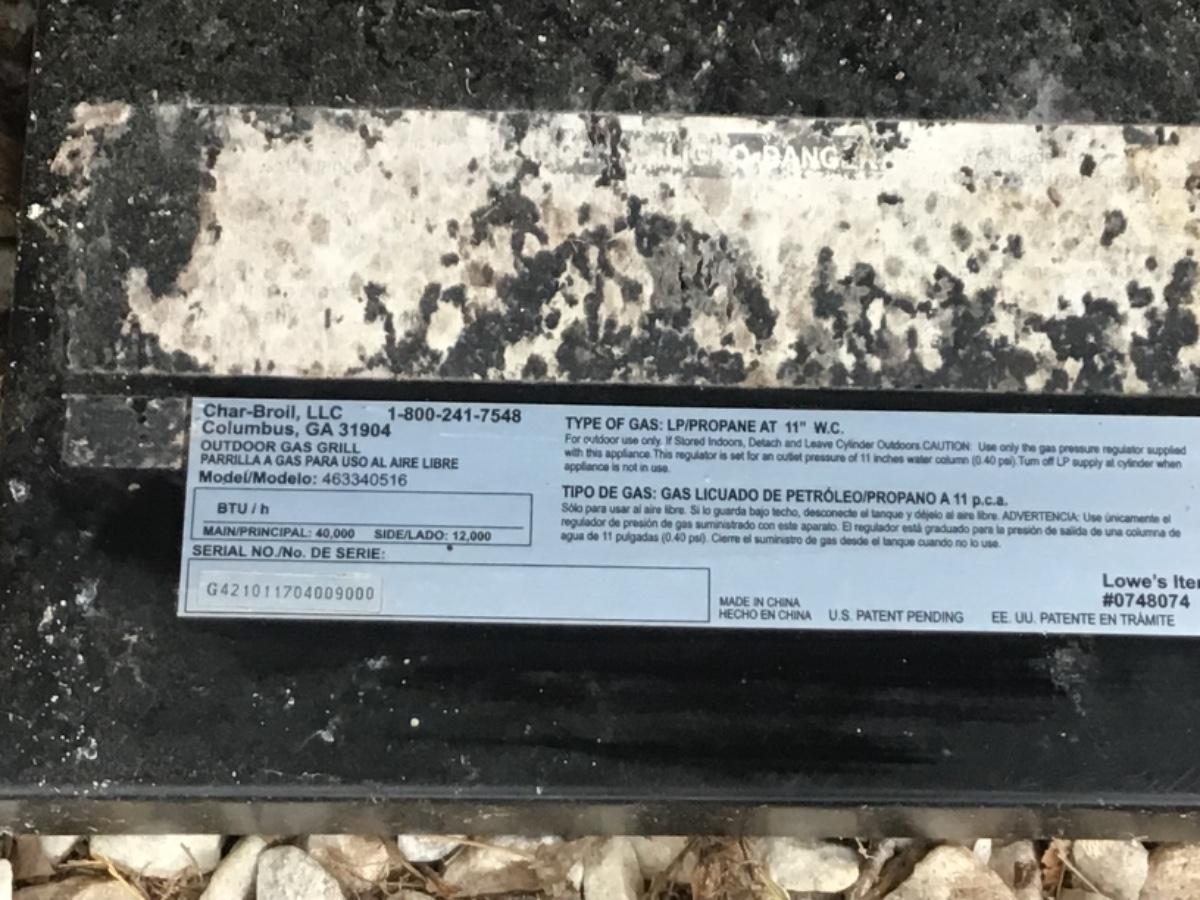 Char-Broil, LLC 1-800-241-7548
Columbus, GA 31904
OUTDOOR GAS GRILL
PARRILLA A GAS PARA USO AL AIRE LIBRE
Model/Modelo: 463340516
BTU / h
MAIN/PRINCIPAL: 40,000 SIDE/LADO: 12,000
SERIAL NO./No. DE SERIE:
G421011704009000
TYPE OF GAS: LP/PROPANE AT 11" W.C.
For outdoor use only. If Stored Indoors, Detach and Leave Cylinder Outdoors.CAUTION: Use only the gas pressure regulator supplied
with this appliance.This regulator is set for an outlet pressure of 11 inches water column (0.40 psi).Turn off LP supply at cylinder when
appliance is not in use.
TIPO DE GAS: GAS LICUADO DE PETRÓLEO/PROPANO A 11 p.c.a.
Sólo para usar al aire libre. Si lo guarda bajo techo, desconecte el tanque y déjelo al aire libre. ADVERTENCIA: Use únicamente el
regulador de presión de gas suministrado con este aparato. El regulador está graduado para la presión de salida de una columna de
agua de 11 pulgadas (0.40 psi). Cierre el suministro de gas desde el tanque cuando no lo use.
Lowe's Iter
#0748074
MADE IN CHINA
HECHO EN CHINA U.S. PATENT PENDING EE. UU. PATENTE EN TRÁMITE